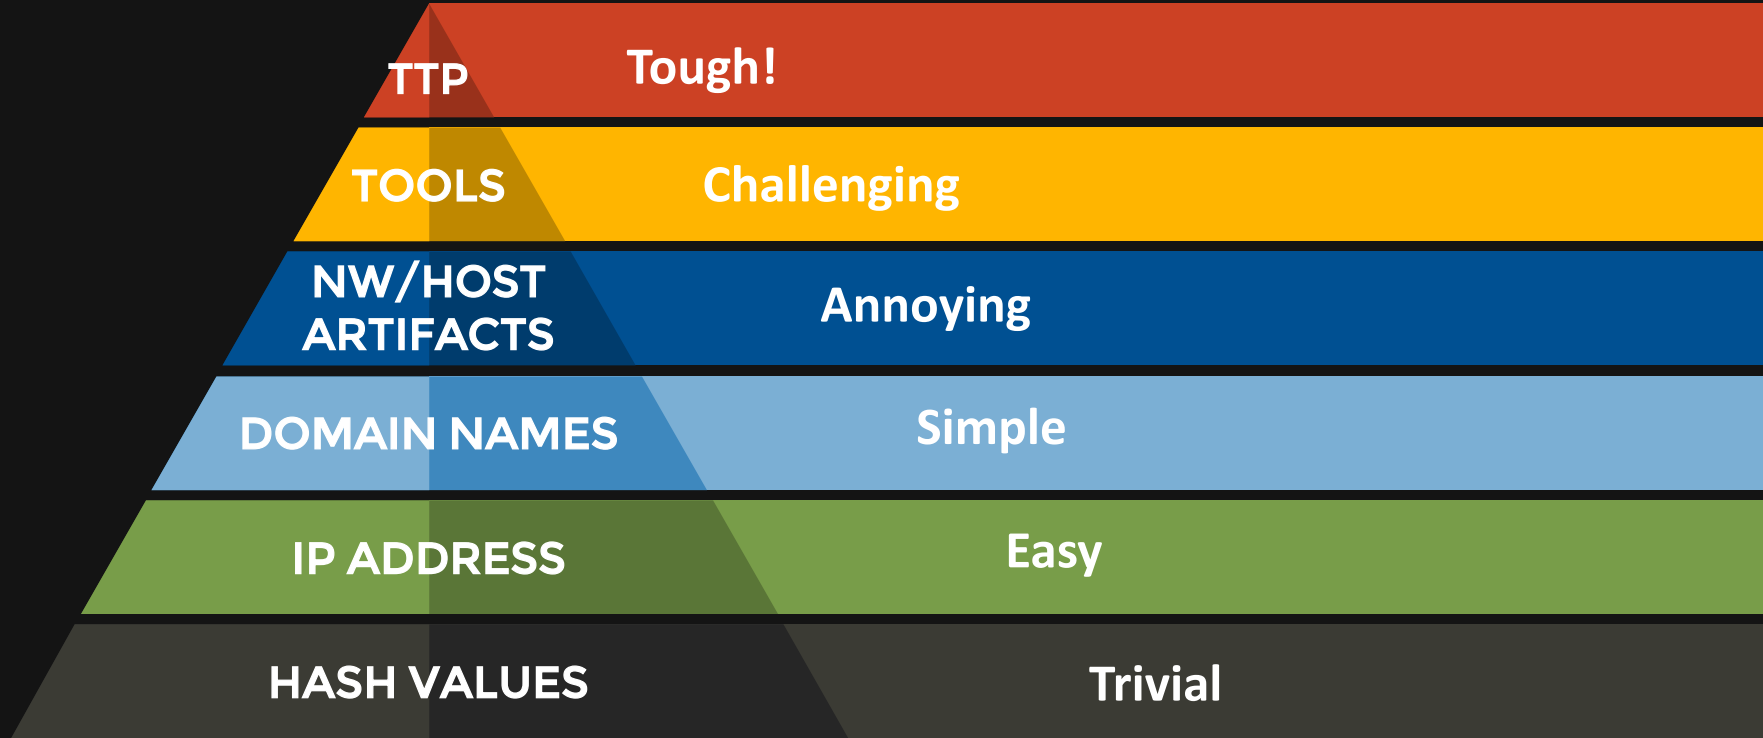 TTP
Tough!
TOOLS
Challenging
NW/HOST
ARTIFACTS
Annoying
DOMAIN NAMES
Simple
IP ADDRESS
Easy
HASH VALUES
Trivial